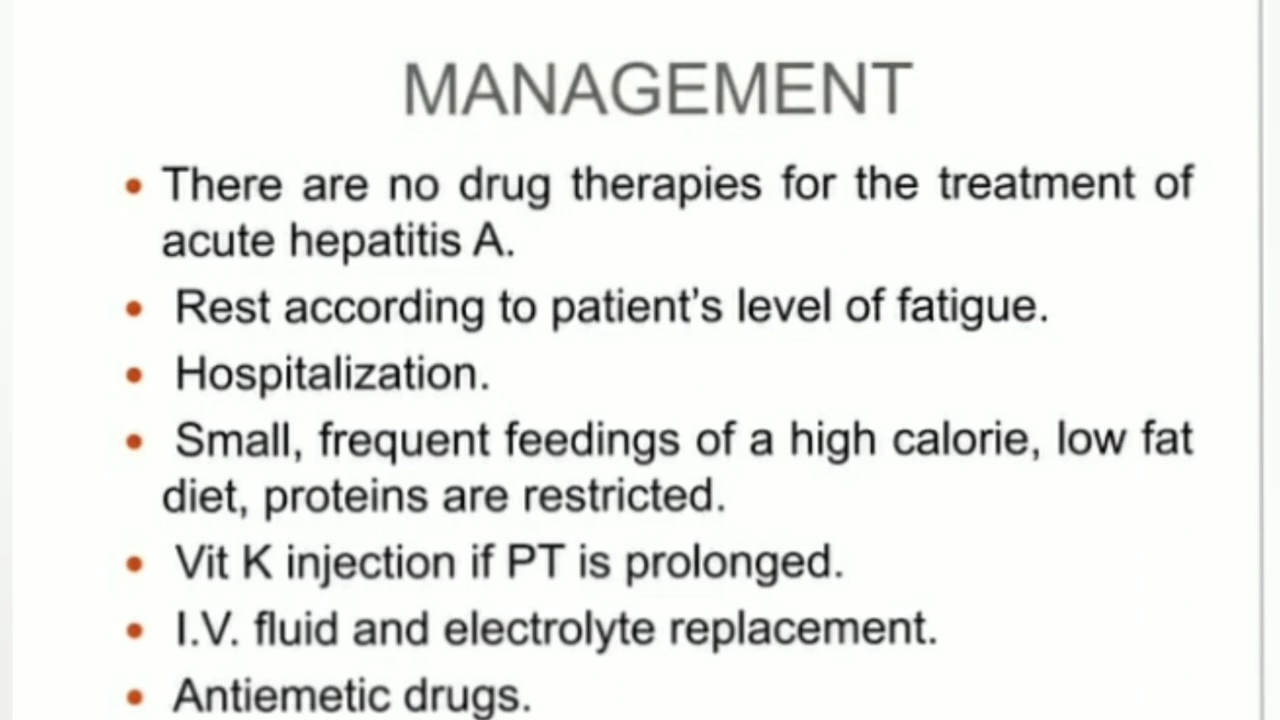 MANAGEMENT
• There are no drug therapies for the treatment of
acute hepatitis A.
• Rest according to patient's level of fatigue.
• Hospitalization.
• Small, frequent feedings of a high calorie, low fat
diet, proteins are restricted.
• Vit K injection if PT is prolonged.
• I.V. fluid and electrolyte replacement.
• Antiemetic drugs.